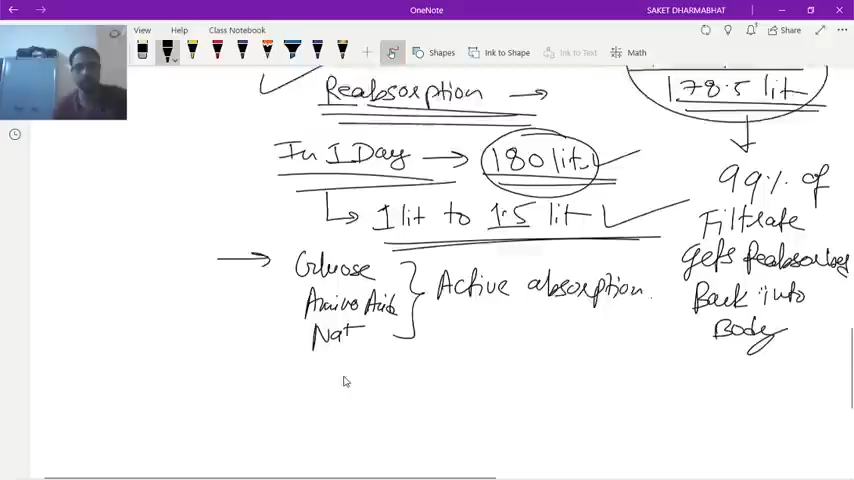 OneNote
SAKET DHARMABHAT
View Help Class Notebook
Share
Shapes Ink to Shape Ink to Text Math
Reabsorption →
178.5 lit
In 1 Day → 180 lit
1 lit to 1.5 lit
99% of
Filtrate
gets Reabsorbed
Back into
Body
→ Glucose
Amino Acids
Na+
Active absorption.